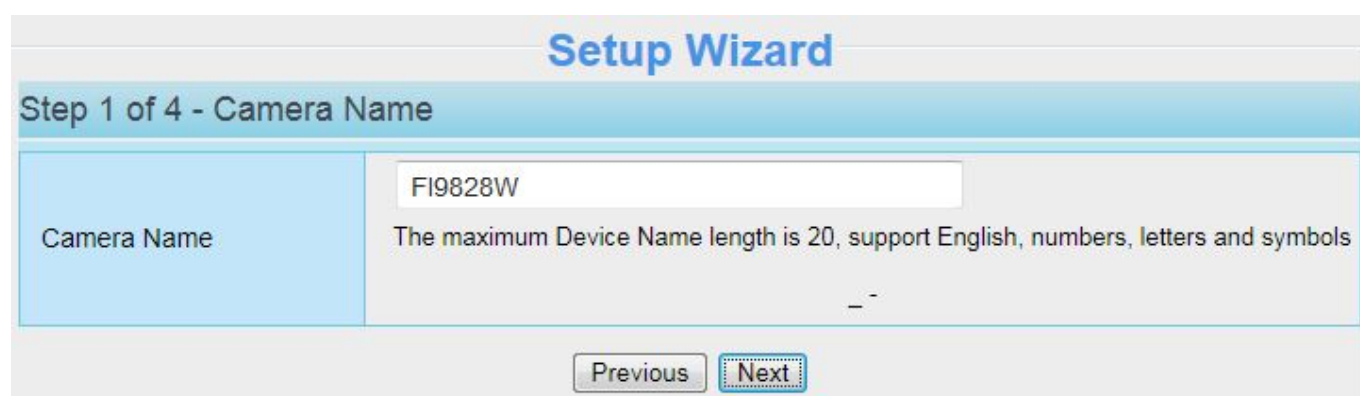 Setup Wizard
Step 1 of 4 - Camera Name
FI9828W
Camera Name
The maximum Device Name length is 20, support English, numbers, letters and symbols
_ -
Previous Next